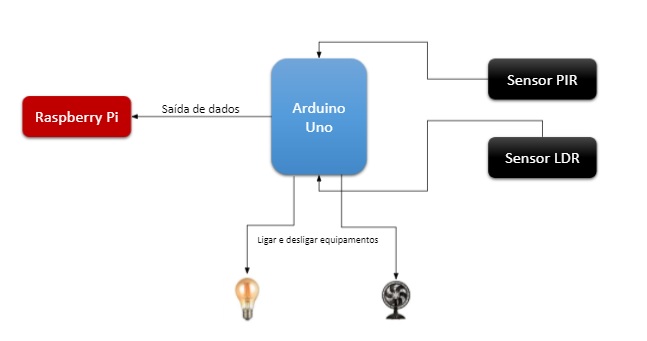 Sensor PIR
Arduino
Uno
Saída de dados
Raspberry Pi
Sensor LDR
Ligar e desligar equipamentos